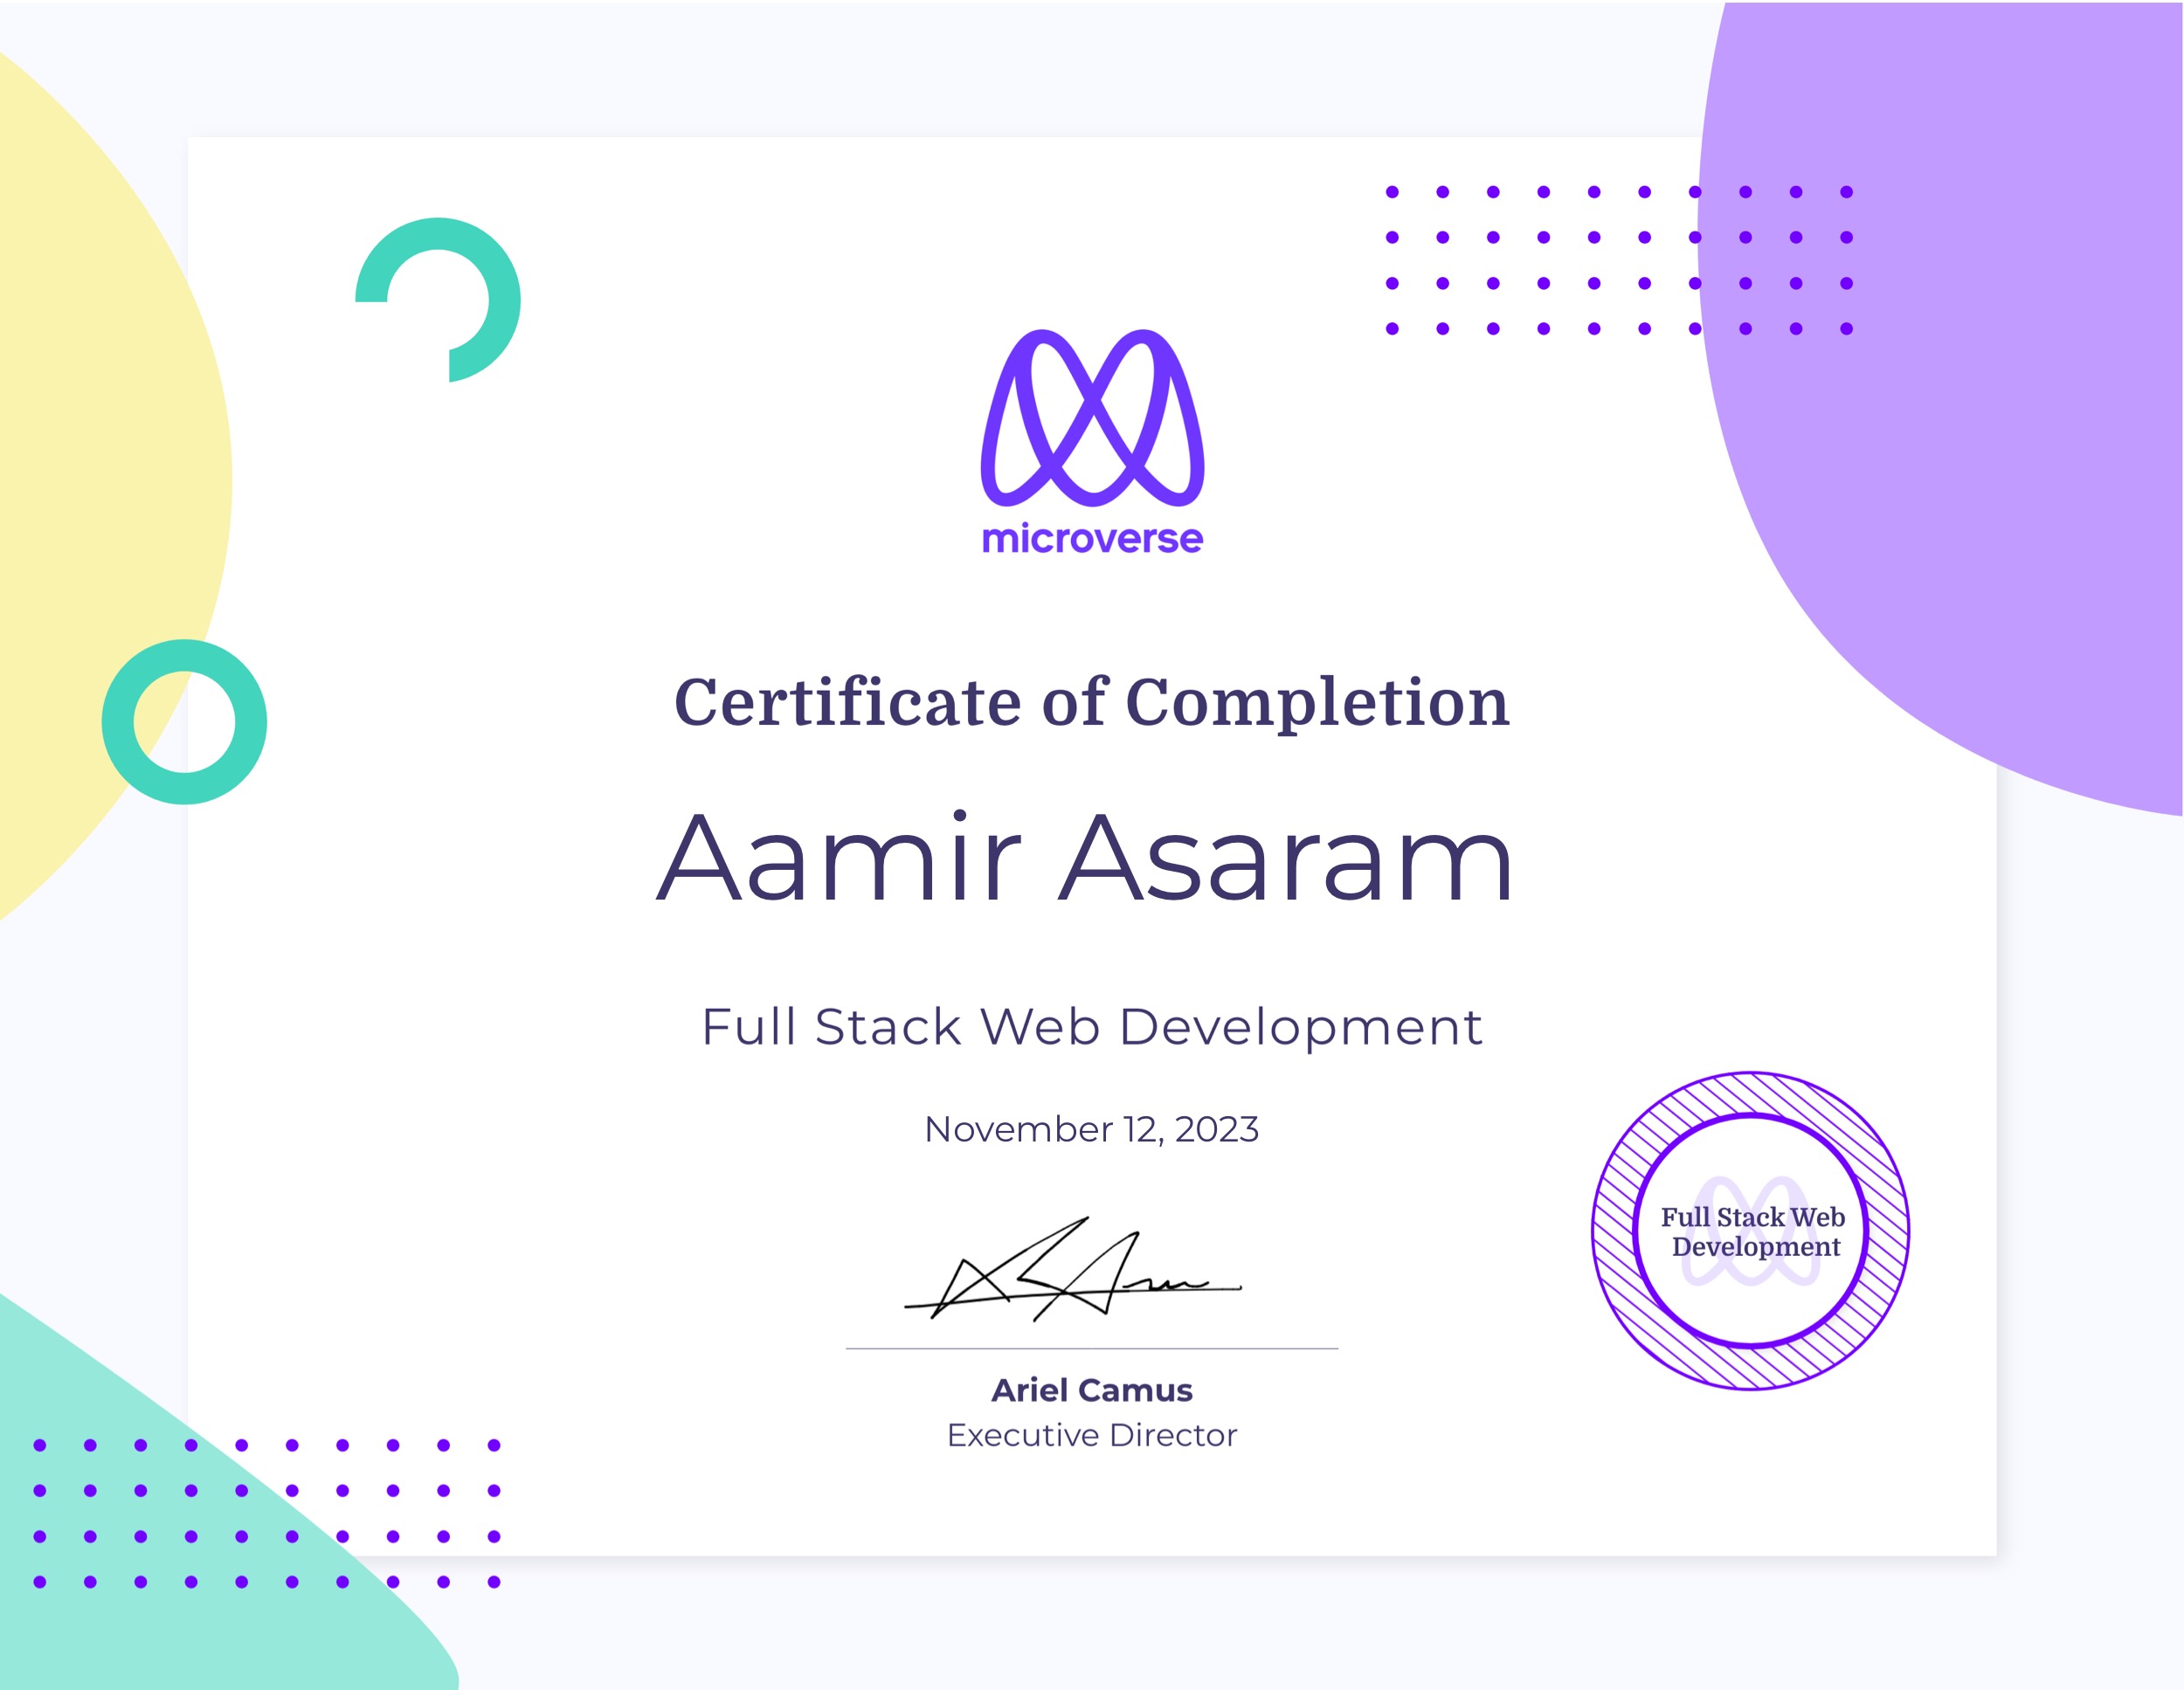 microverse
Certificate of Completion
Aamir Asaram
Full Stack Web Development
November 12, 2023
Ariel Camus
Executive Director
Full Stack Web
Development